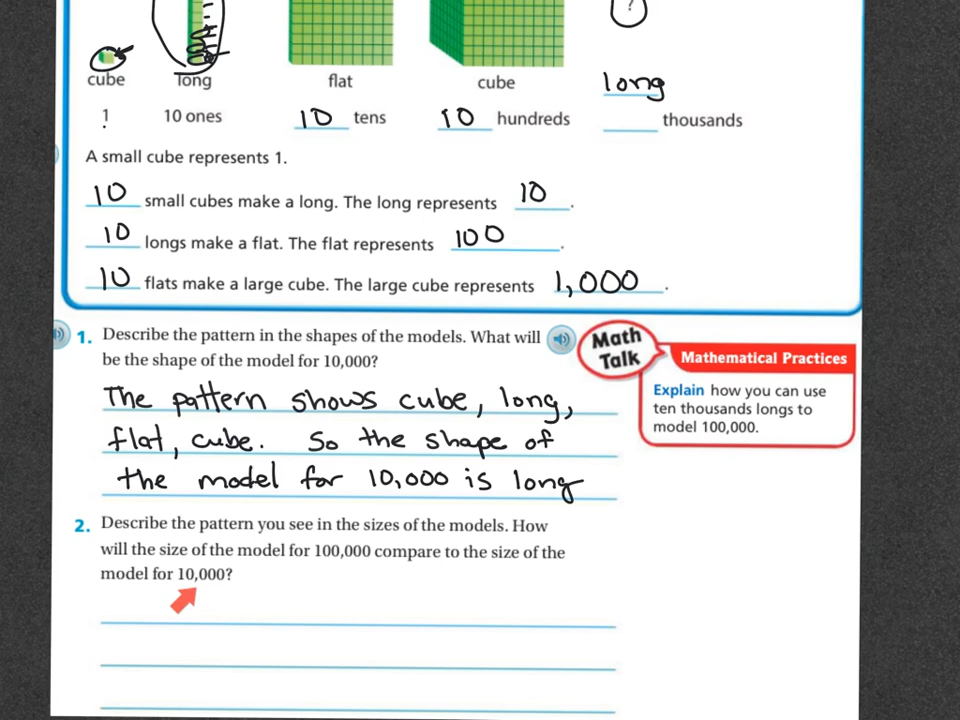 ?
cube long flat cube long
1 10 ones 10 tens 10 hundreds ___ thousands
A small cube represents 1.
10 small cubes make a long. The long represents 10.
10 longs make a flat. The flat represents 100.
10 flats make a large cube. The large cube represents 1,000.
1. Describe the pattern in the shapes of the models. What will
be the shape of the model for 10,000?
The pattern shows cube, long,
flat, cube. So the shape of
the model for 10,000 is long
Math
Talk
Mathematical Practices
Explain how you can use
ten thousands longs to
model 100,000.
2. Describe the pattern you see in the sizes of the models. How
will the size of the model for 100,000 compare to the size of the
model for 10,000?